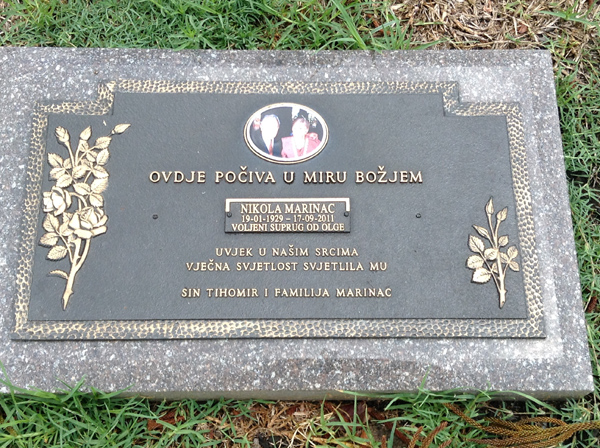 OVDJE POČIVA U MIRU BOŽJEM
NIKOLA MARINAC
19-01-1929 - 17-09-2011
VOLJENI SUPRUG OD OLGE
UVJEK U NAŠIM SRCIMA
VJEČNA SVJETLOST SVJETLILA MU
SIN TIHOMIR I FAMILIJA MARINAC